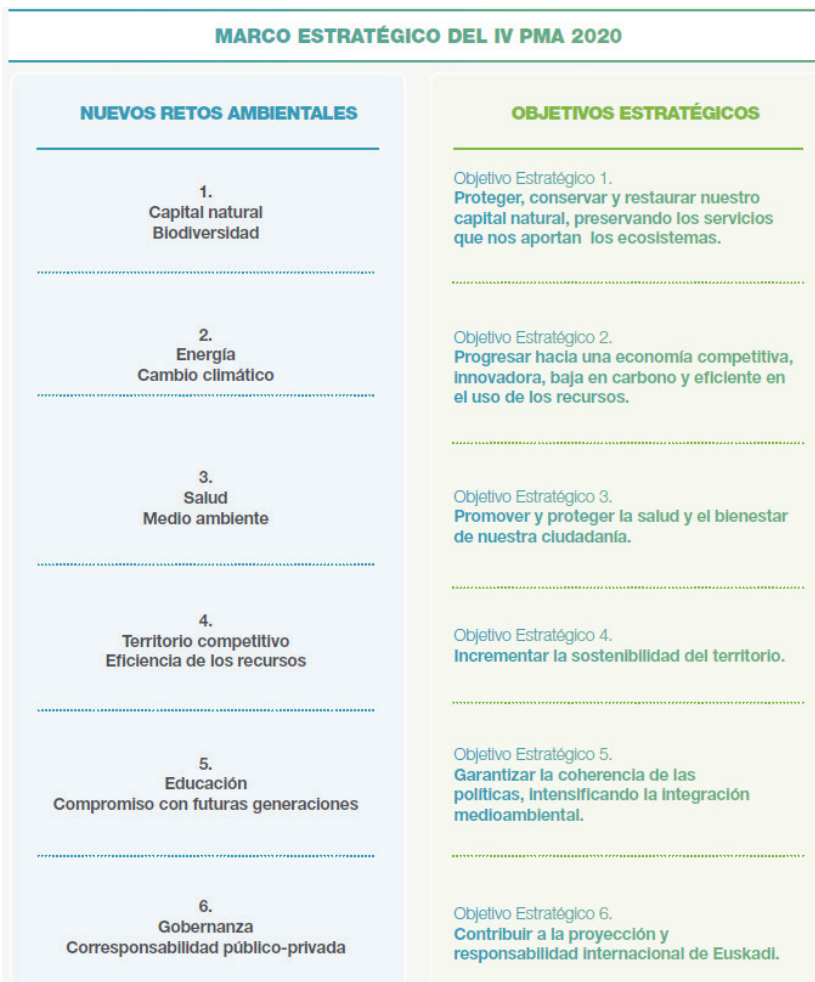 MARCO ESTRATÉGICO DEL IV PMA 2020
NUEVOS RETOS AMBIENTALES
1.
Capital natural
Biodiversidad
2.
Energía
Cambio climático
3.
Salud
Medio ambiente
4.
Territorio competitivo
Eficiencia de los recursos
5.
Educación
Compromiso con futuras generaciones
6.
Gobernanza
Corresponsabilidad público-privada
OBJETIVOS ESTRATÉGICOS
Objetivo Estratégico 1.
Proteger, conservar y restaurar nuestro
capital natural, preservando los servicios
que nos aportan los ecosistemas.
Objetivo Estratégico 2.
Progresar hacia una economía competitiva,
innovadora, baja en carbono y eficiente en
el uso de los recursos.
Objetivo Estratégico 3.
Promover y proteger la salud y el bienestar
de nuestra ciudadanía.
Objetivo Estratégico 4.
Incrementar la sostenibilidad del territorio.
Objetivo Estratégico 5.
Garantizar la coherencia de las
políticas, intensificando la integración
medioambiental.
Objetivo Estratégico 6.
Contribuir a la proyección y
responsabilidad internacional de Euskadi.